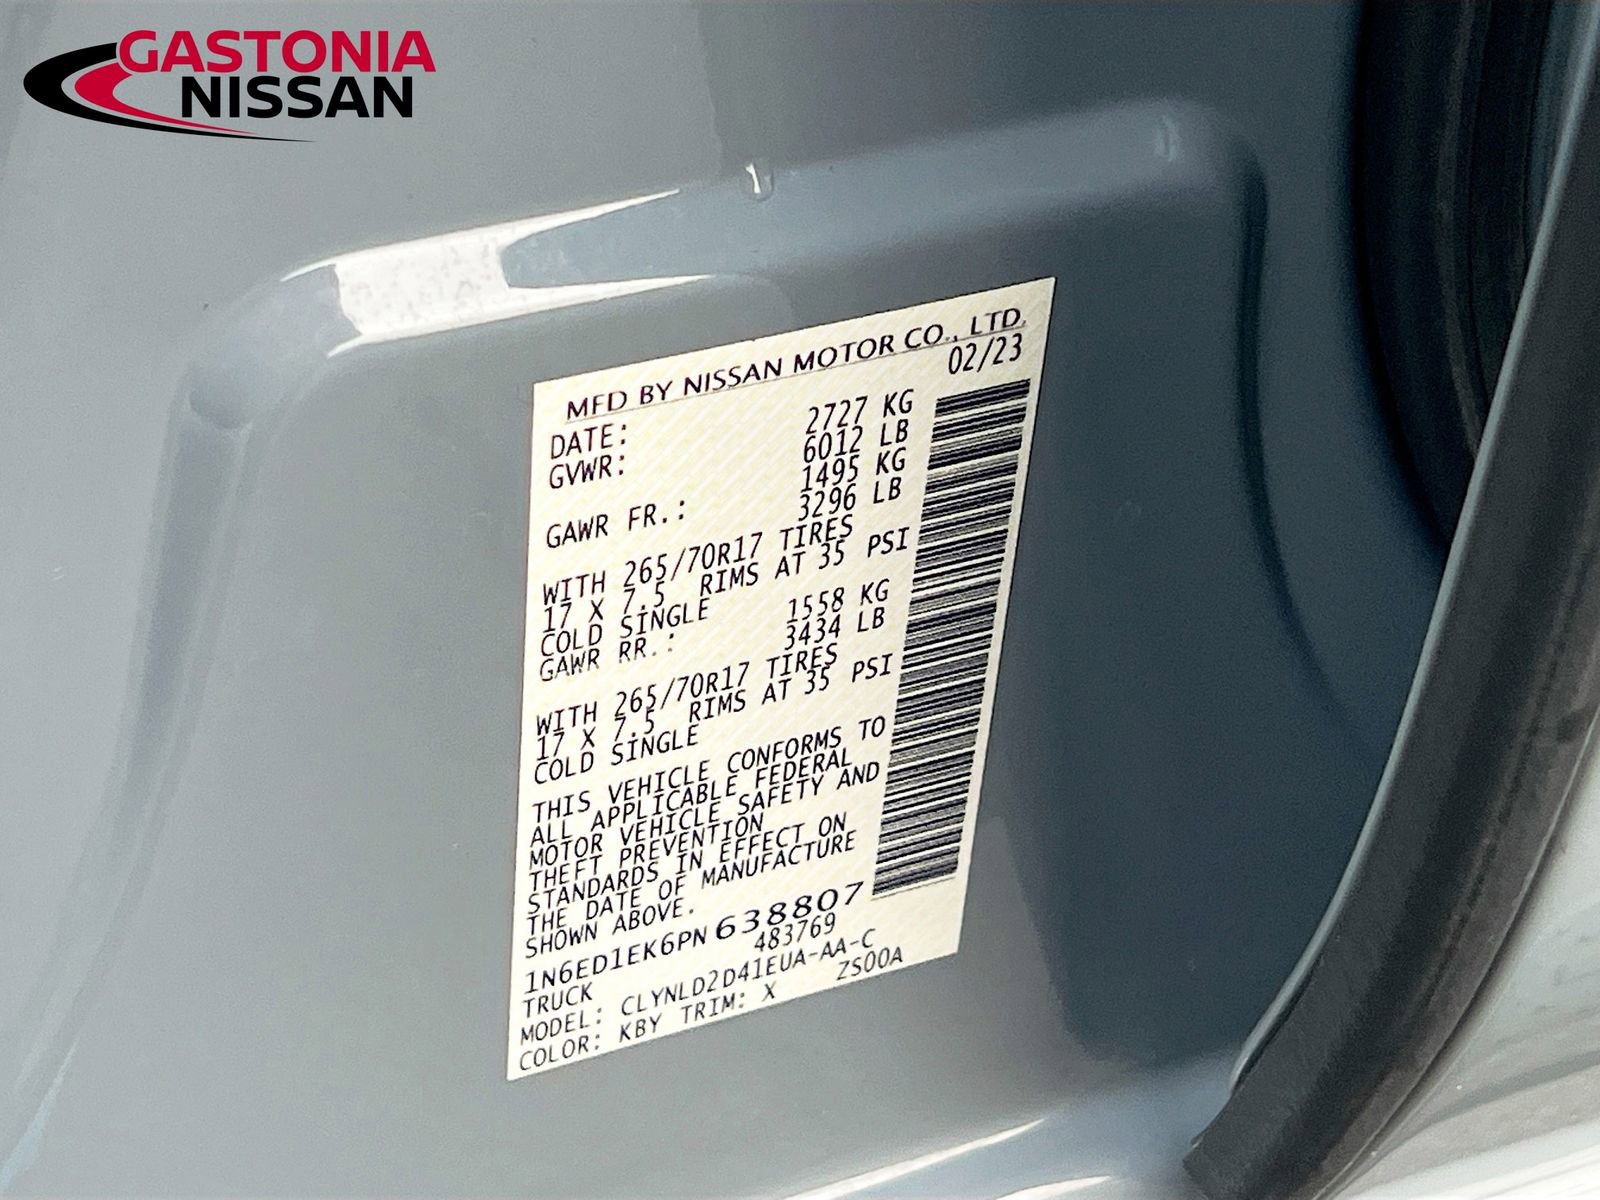 GASTONIA
NISSAN
MFD BY NISSAN MOTOR CO., LTD.
DATE: 02/23
GVWR: 2727 KG
6012 LB
GAWR FR.: 1495 KG
3296 LB
WITH 265/70R17 TIRES
17 X 7.5 RIMS AT 35 PSI
COLD SINGLE
GAWR RR.: 1558 KG
3434 LB
WITH 265/70R17 TIRES
17 X 7.5 RIMS AT 35 PSI
COLD SINGLE
THIS VEHICLE CONFORMS TO
ALL APPLICABLE FEDERAL
MOTOR VEHICLE SAFETY AND
THEFT PREVENTION
STANDARDS IN EFFECT ON
THE DATE OF MANUFACTURE
SHOWN ABOVE.
1N6ED1EK6PN638807
TRUCK 483769
MODEL: CLYNLD2D41EUA-AA-C
COLOR: KBY TRIM: X ZS00A